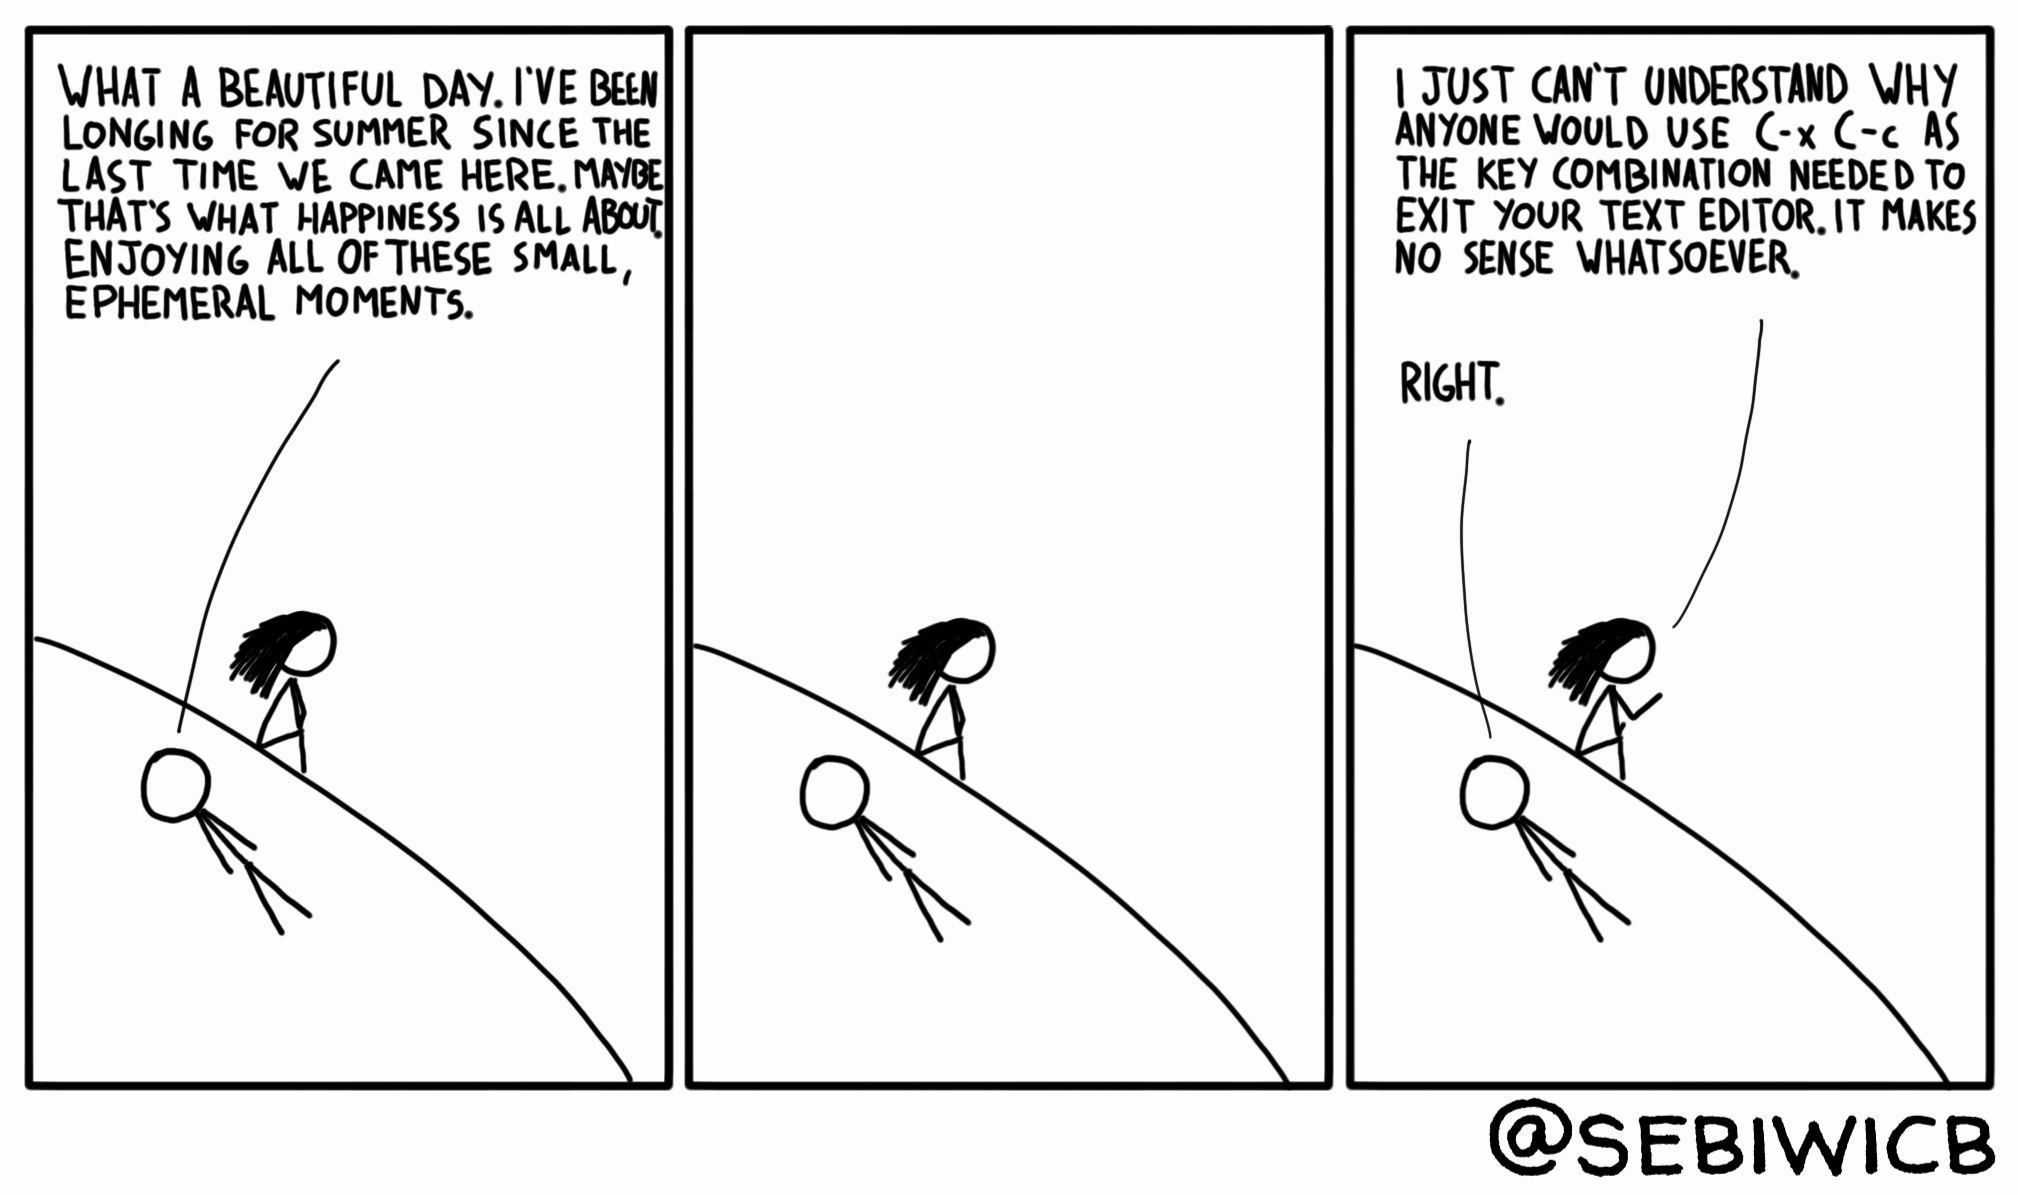 WHAT A BEAUTIFUL DAY. I'VE BEEN
LONGING FOR SUMMER SINCE THE
LAST TIME WE CAME HERE. MAYBE
THAT'S WHAT HAPPINESS IS ALL ABOUT.
ENJOYING ALL OF THESE SMALL,
EPHEMERAL MOMENTS.
I JUST CAN'T UNDERSTAND WHY
ANYONE WOULD USE C-x C-c AS
THE KEY COMBINATION NEEDED TO
EXIT YOUR TEXT EDITOR. IT MAKES
NO SENSE WHATSOEVER.
RIGHT.
@SEBIWICB